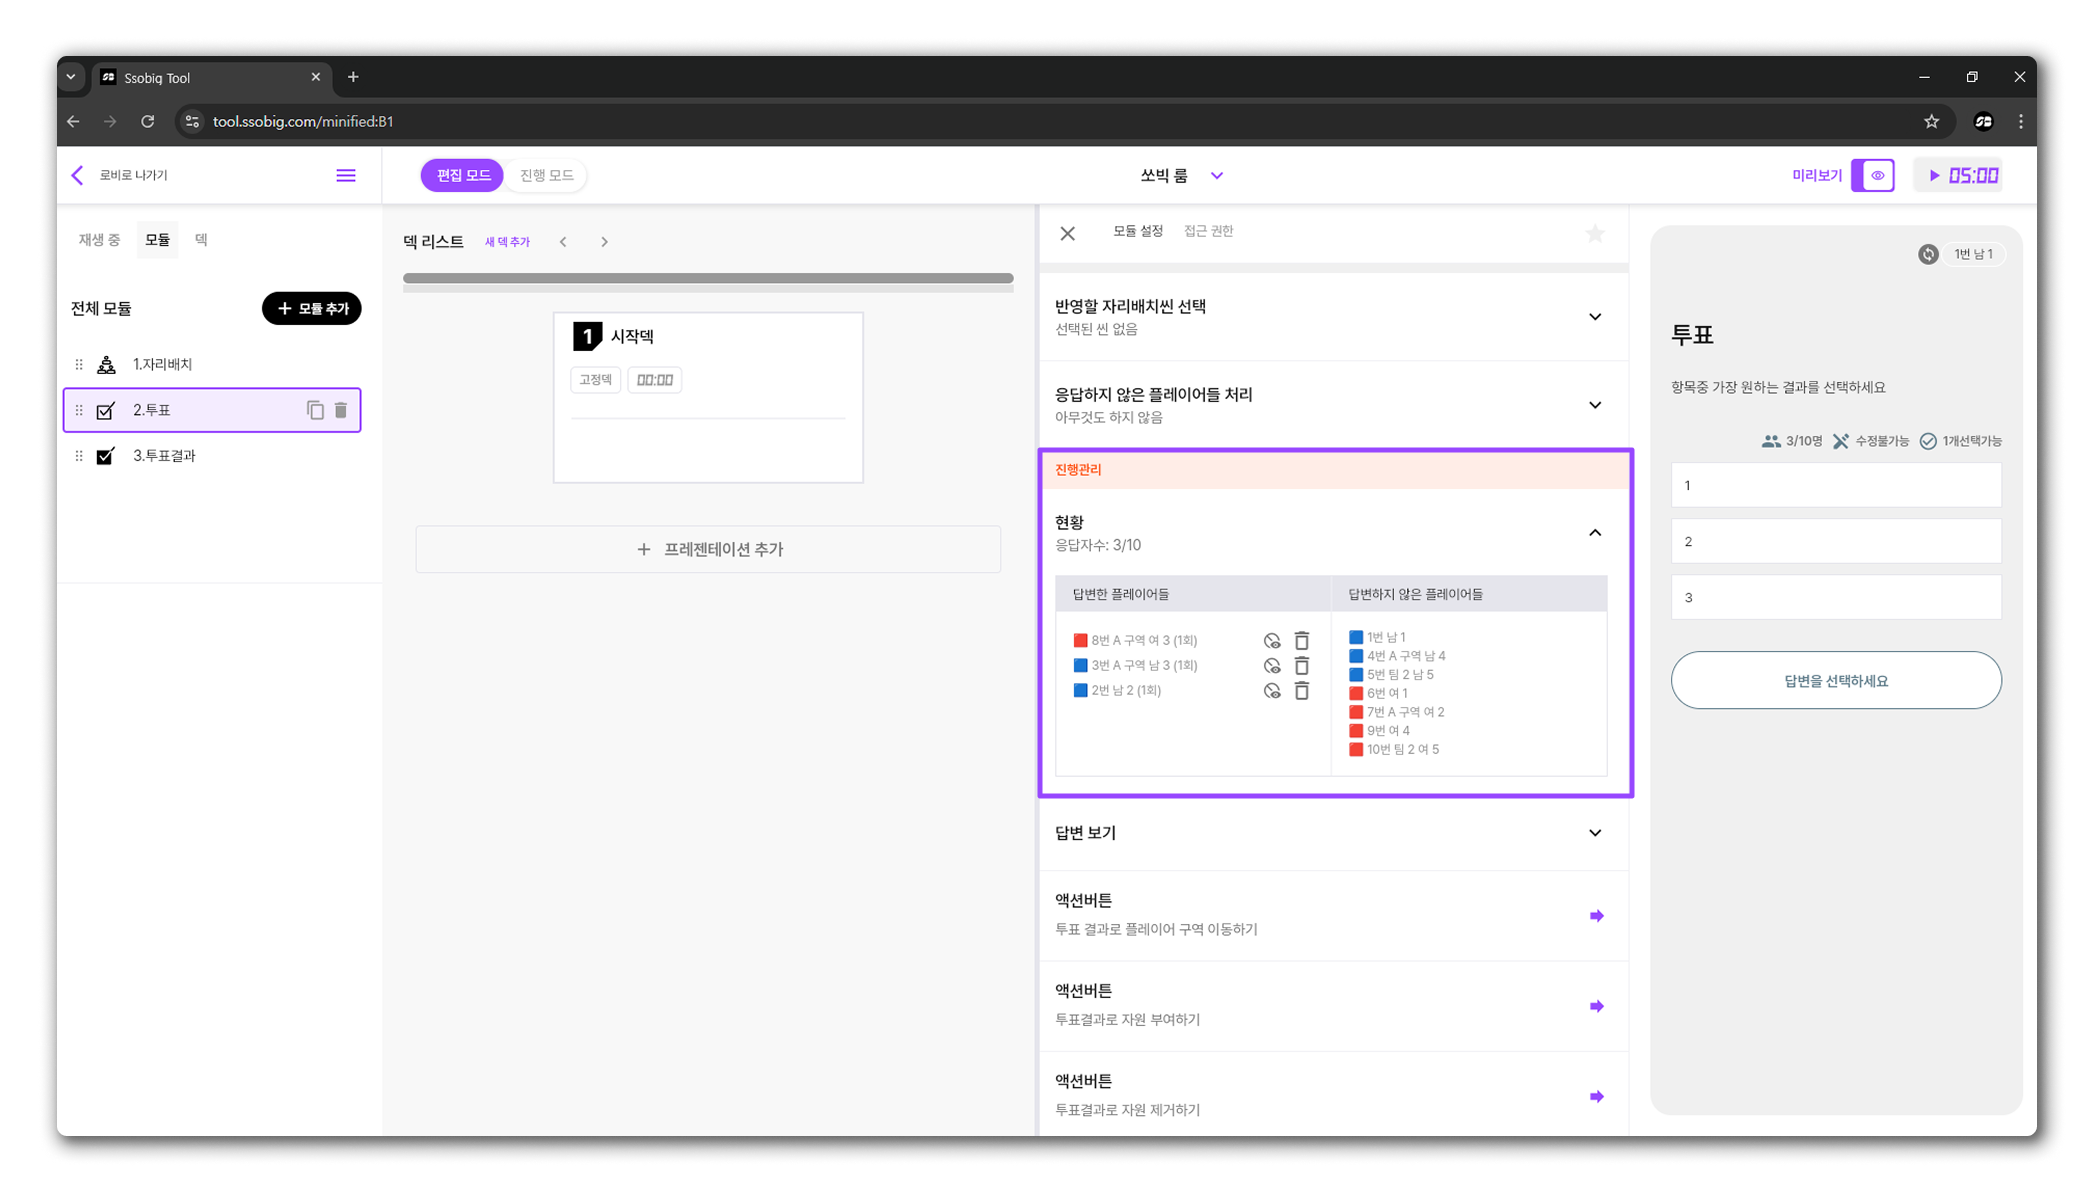 Ssobig Tool
tool.ssobig.com/minified:B1
로비로 나가기
편집 모드
진행 모드
쏘빅 룸
미리보기
05:00
재생 중
모듈
덱
전체 모듈
+ 모듈 추가
1.자리배치
2.투표
3.투표결과
덱 리스트
새 덱 추가
1 시작덱
고정덱
00:00
+ 프레젠테이션 추가
모듈 설정
접근 권한
반영할 자리배치씬 선택
선택된 씬 없음
응답하지 않은 플레이어들 처리
아무것도 하지 않음
진행관리
현황
응답자수: 3/10
답변한 플레이어들
8번 A 구역 여 3 (1회)
3번 A 구역 남 3 (1회)
2번 남 2 (1회)
답변하지 않은 플레이어들
1번 남 1
4번 A 구역 남 4
5번 팀 2 남 5
6번 여 1
7번 A 구역 여 2
9번 여 4
10번 팀 2 여 5
답변 보기
액션버튼
투표 결과로 플레이어 구역 이동하기
액션버튼
투표결과로 자원 부여하기
액션버튼
투표결과로 자원 제거하기
1번 남 1
투표
항목중 가장 원하는 결과를 선택하세요
3/10명 수정불가능 1개선택가능
1
2
3
답변을 선택하세요